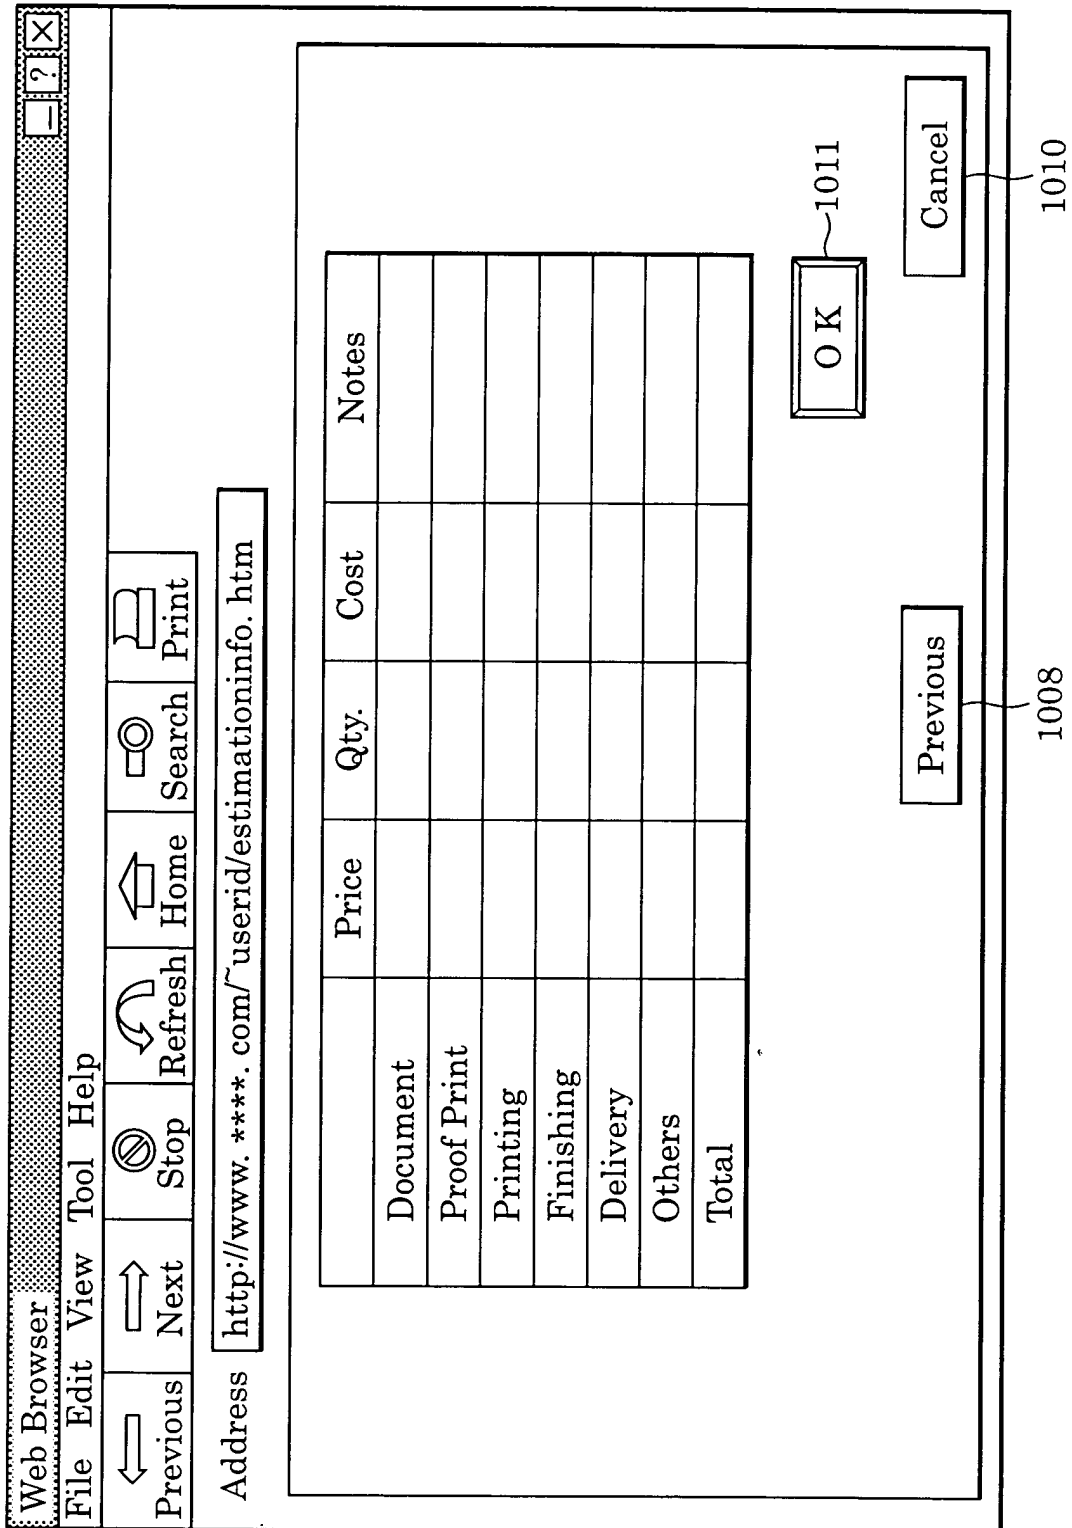 Web Browser _ ? X
File Edit View Tool Help
Previous Next Stop Refresh Home Search Print
Address http://www. ****. com/~userid/estimationinfo. htm
Price Qty. Cost Notes
Document
Proof Print
Printing
Finishing
Delivery
Others
Total
O K 1011
Previous Cancel
1008 1010